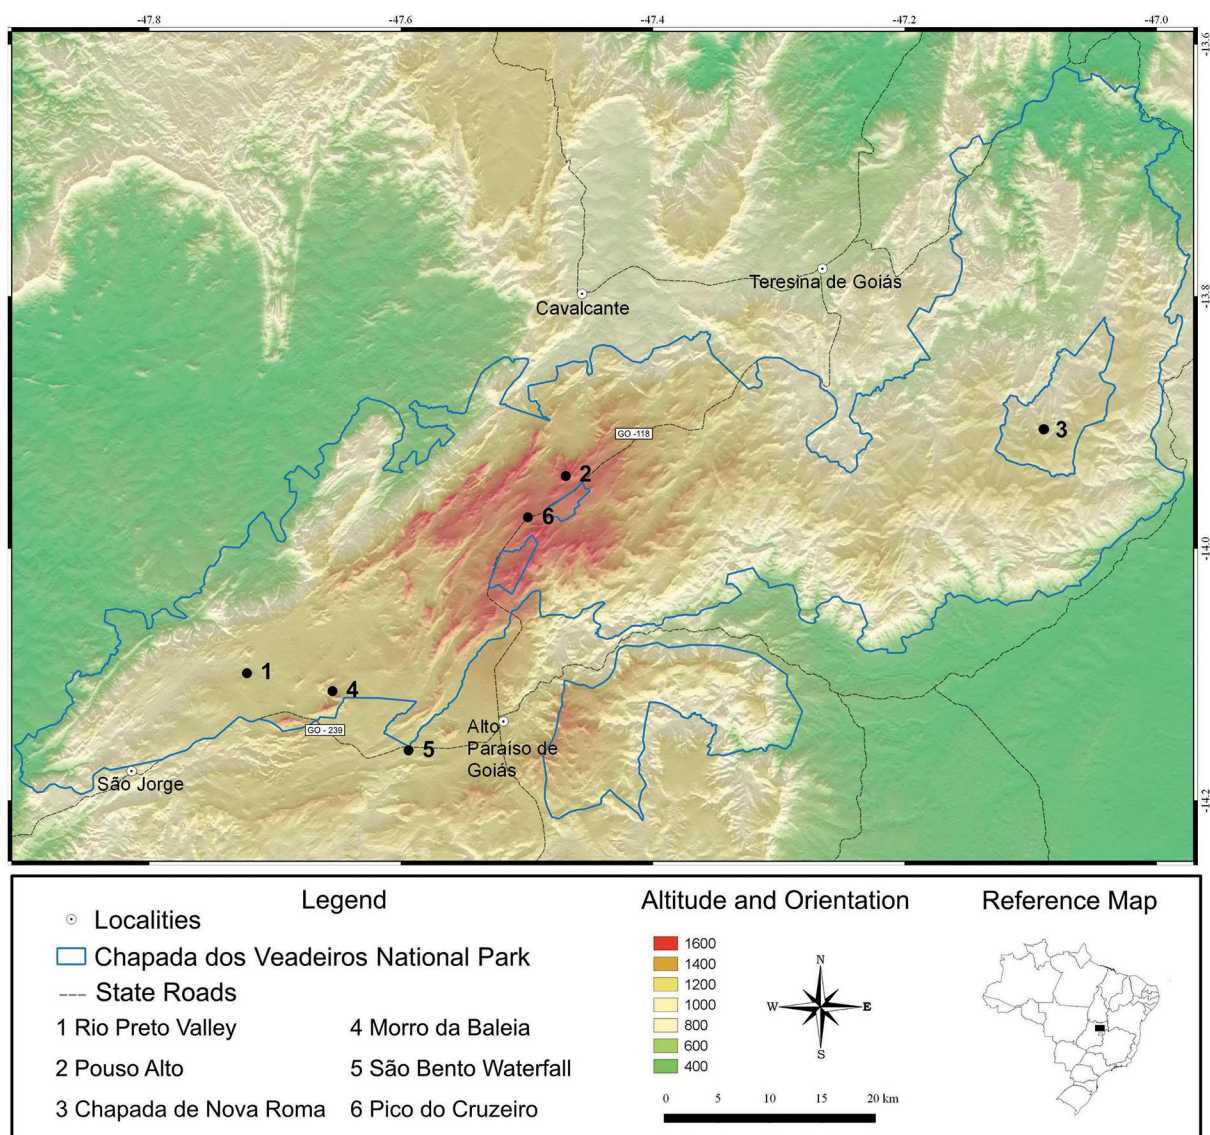 -47.8 -47.6 -47.4 -47.2 -47.0
-13.6
Teresina de Goiás
-13.8
Cavalcante
GO -118
3
2
6
-14.0
1
4
GO - 239
Alto
Paraíso de
Goiás
5
São Jorge
-14.2
Legend
Localities
Chapada dos Veadeiros National Park
State Roads
1 Rio Preto Valley
2 Pouso Alto
3 Chapada de Nova Roma
4 Morro da Baleia
5 São Bento Waterfall
6 Pico do Cruzeiro
Altitude and Orientation
1600
1400
1200
1000
800
600
400
N
W E
S
0 5 10 15 20 km
Reference Map